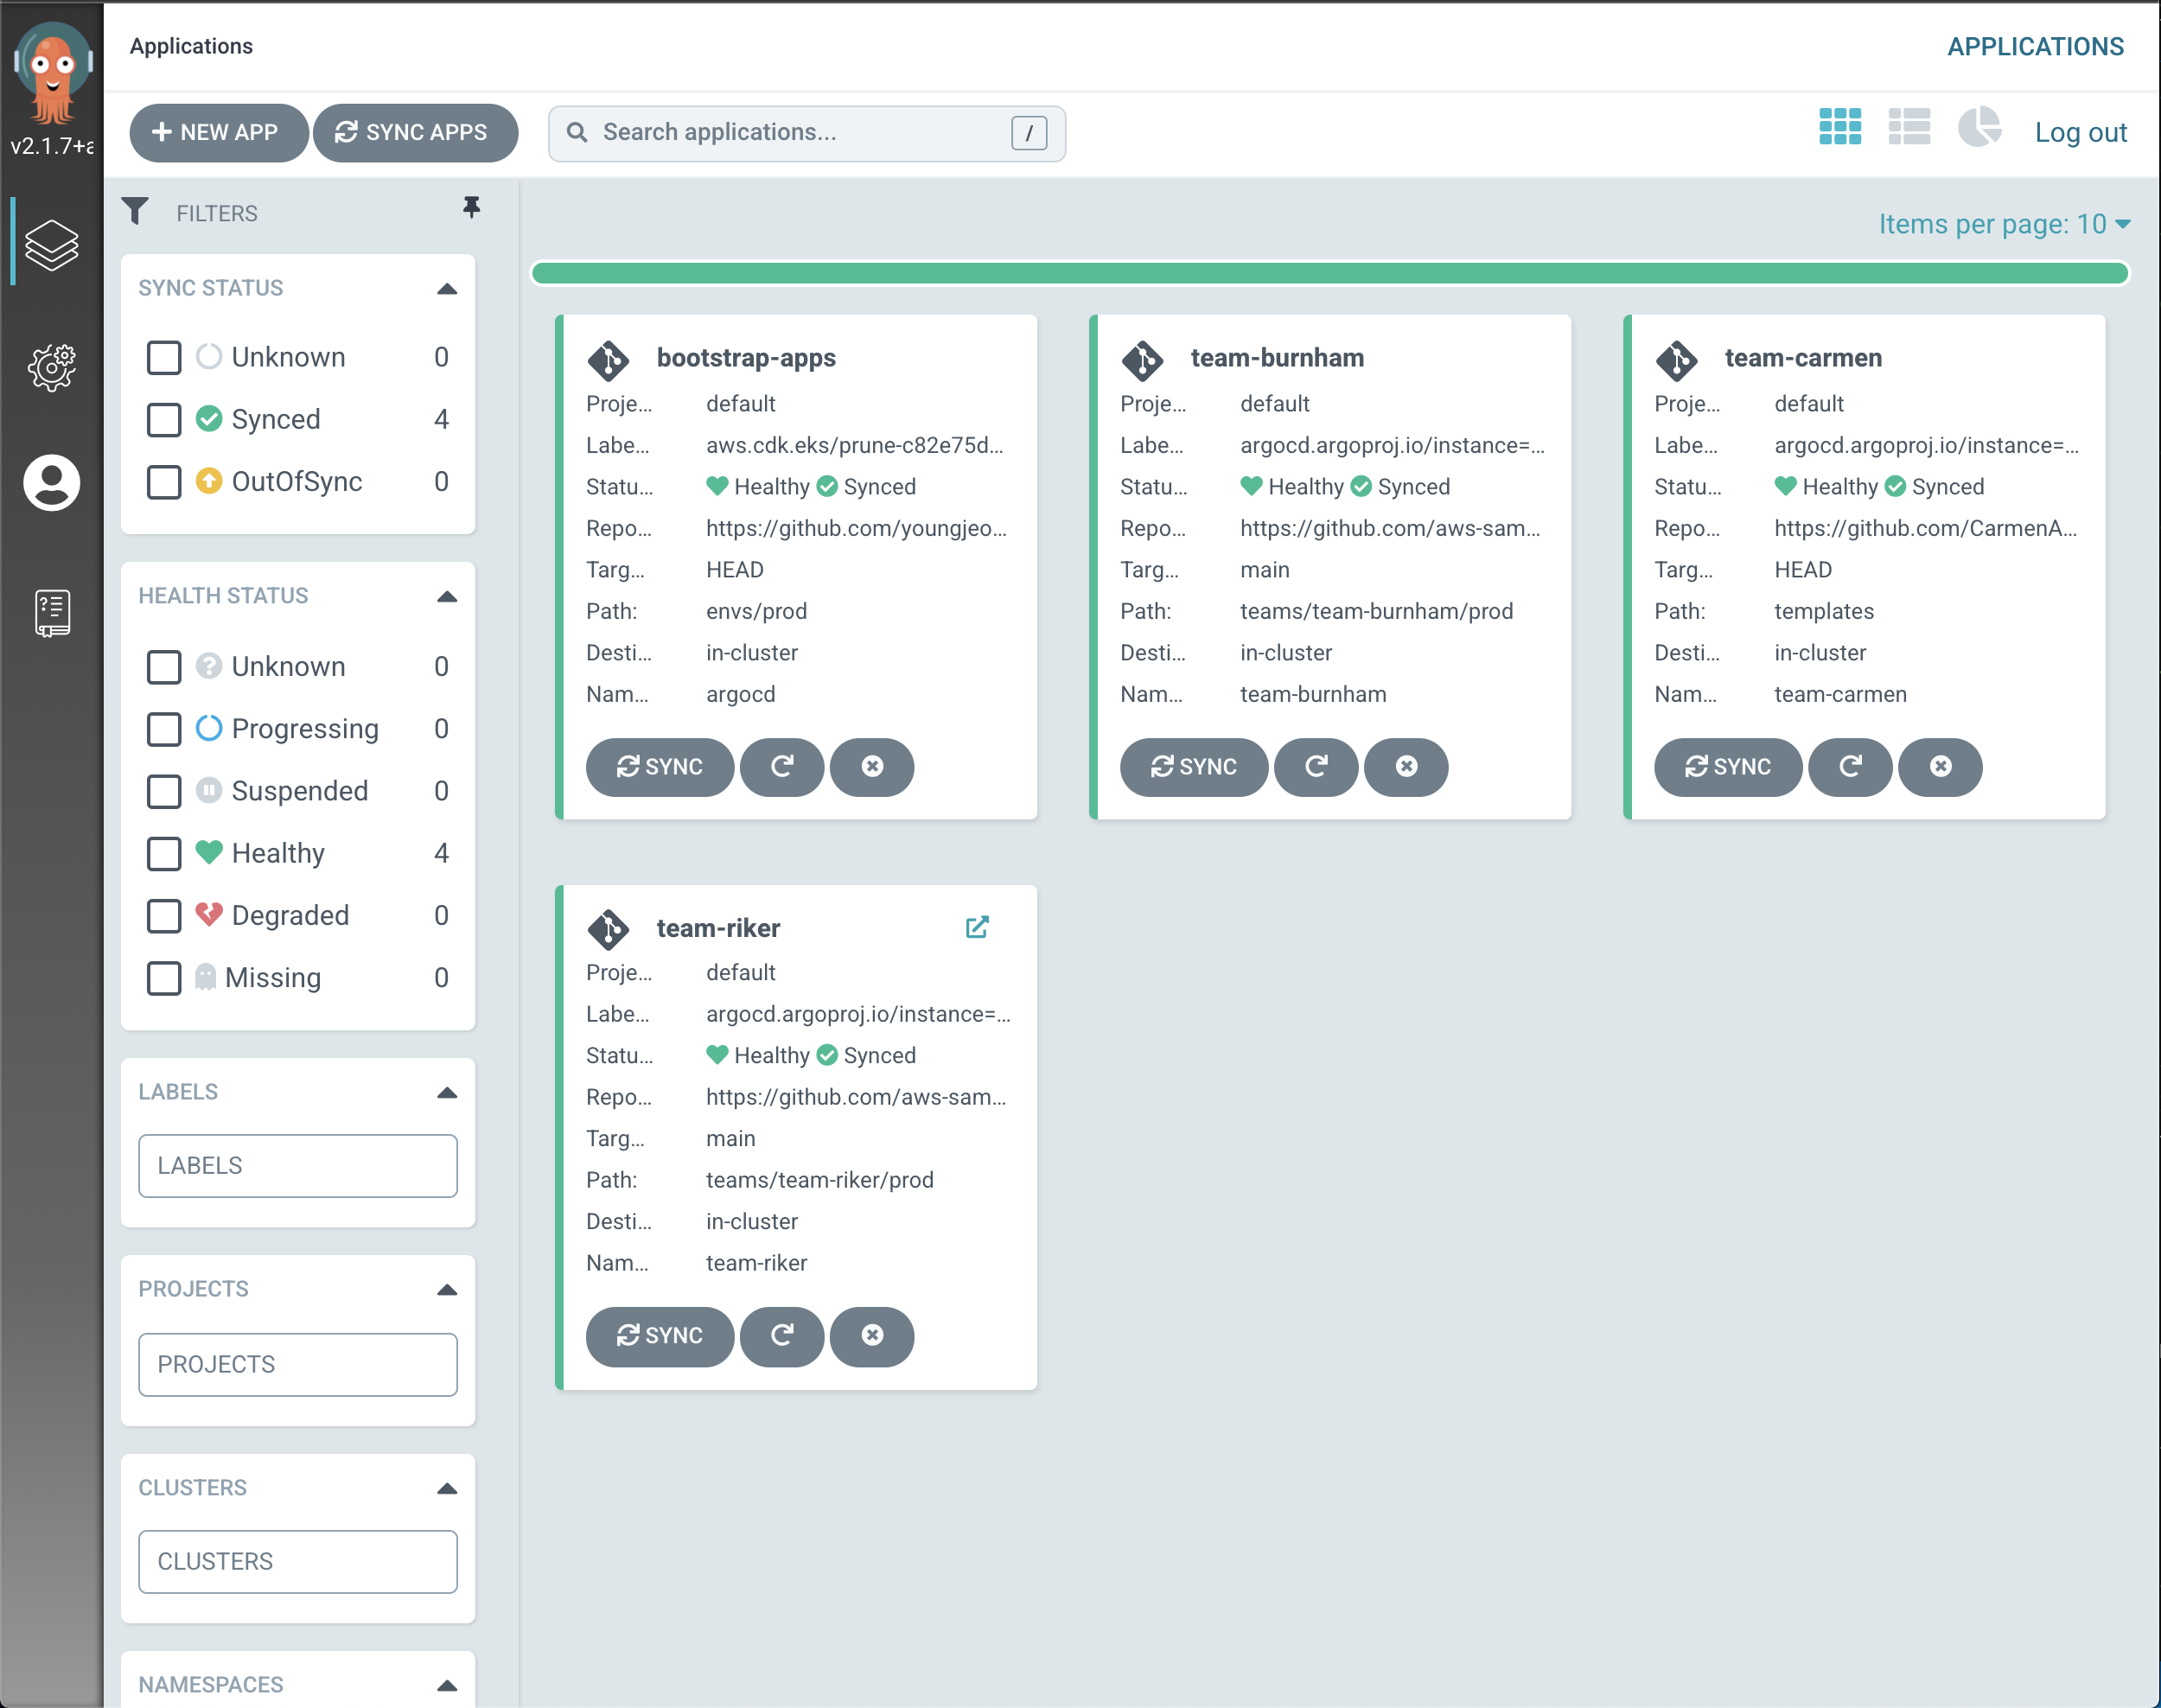 Applications
APPLICATIONS
v2.1.7+a
NEW APP
SYNC APPS
Search applications...
/
Log out
FILTERS
Items per page: 10
SYNC STATUS
Unknown 0
Synced 4
OutOfSync 0
HEALTH STATUS
Unknown 0
Progressing 0
Suspended 0
Healthy 4
Degraded 0
Missing 0
LABELS
LABELS
PROJECTS
PROJECTS
CLUSTERS
CLUSTERS
NAMESPACES
bootstrap-apps
Proje... default
Labe... aws.cdk.eks/prune-c82e75d...
Statu... Healthy Synced
Repo... https://github.com/youngjeo...
Targ... HEAD
Path: envs/prod
Desti... in-cluster
Nam... argocd
SYNC
team-burnham
Proje... default
Labe... argocd.argoproj.io/instance=...
Statu... Healthy Synced
Repo... https://github.com/aws-sam...
Targ... main
Path: teams/team-burnham/prod
Desti... in-cluster
Nam... team-burnham
SYNC
team-carmen
Proje... default
Labe... argocd.argoproj.io/instance=...
Statu... Healthy Synced
Repo... https://github.com/CarmenA...
Targ... HEAD
Path: templates
Desti... in-cluster
Nam... team-carmen
SYNC
team-riker
Proje... default
Labe... argocd.argoproj.io/instance=...
Statu... Healthy Synced
Repo... https://github.com/aws-sam...
Targ... main
Path: teams/team-riker/prod
Desti... in-cluster
Nam... team-riker
SYNC